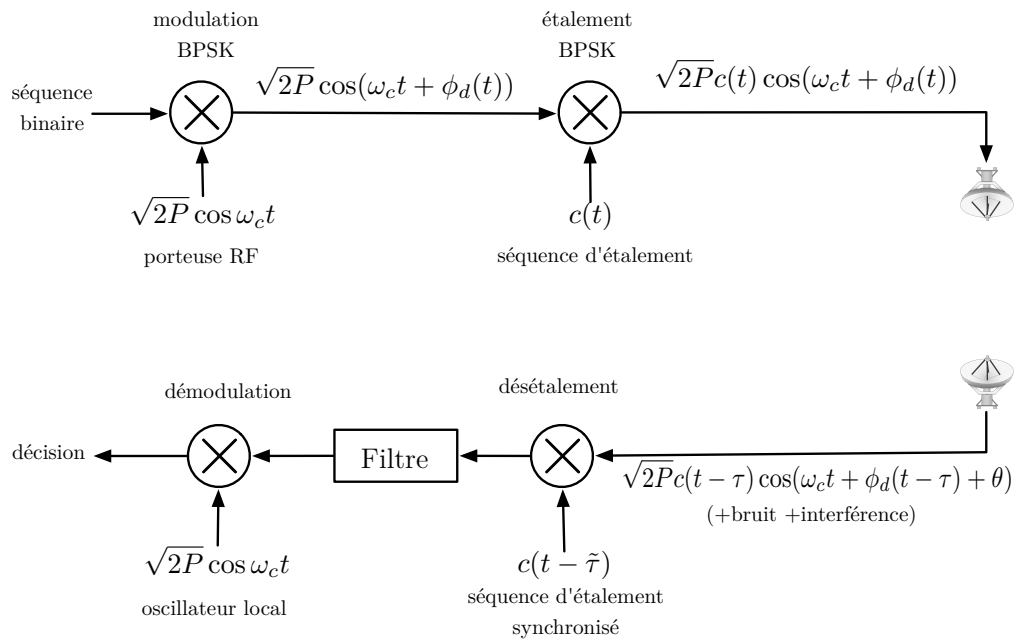 modulation
BPSK
étalement
BPSK
séquence
binaire
√2P cos(ω_c t + ϕ_d(t))
√2P c(t) cos(ω_c t + ϕ_d(t))
√2P cos ω_c t
porteuse RF
c(t)
séquence d'étalement
démodulation
désétalement
décision
Filtre
√2P c(t − τ) cos(ω_c t + ϕ_d(t − τ) + θ)
(+bruit +interférence)
√2P cos ω_c t
oscillateur local
c(t − τ̃)
séquence d'étalement
synchronisé